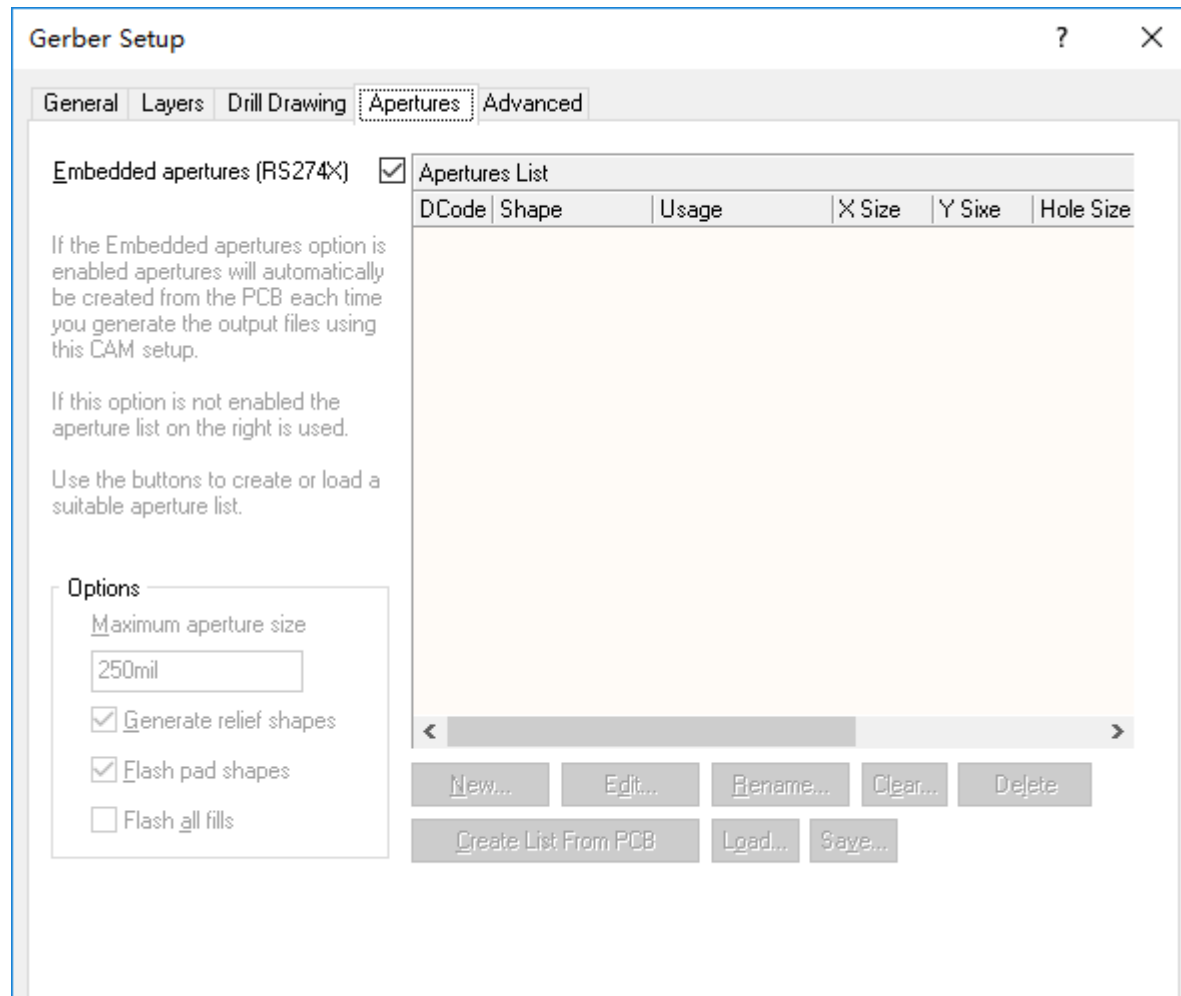 Gerber Setup
?
General Layers Drill Drawing Apertures Advanced
Embedded apertures (RS274X)
Apertures List
DCode Shape Usage X Size Y Sixe Hole Size
If the Embedded apertures option is
enabled apertures will automatically
be created from the PCB each time
you generate the output files using
this CAM setup.
If this option is not enabled the
aperture list on the right is used.
Use the buttons to create or load a
suitable aperture list.
Options
Maximum aperture size
250mil
Generate relief shapes
Flash pad shapes
Flash all fills
New... Edit... Rename... Clear... Delete
Create List From PCB Load... Save...